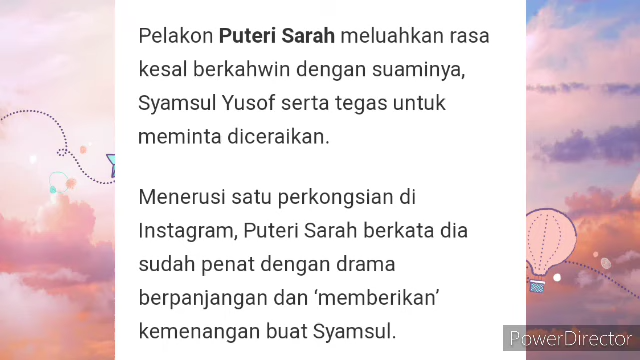 Pelakon Puteri Sarah meluahkan rasa
kesal berkahwin dengan suaminya,
Syamsul Yusof serta tegas untuk
meminta diceraikan.
Menerusi satu perkongsian di
Instagram, Puteri Sarah berkata dia
sudah penat dengan drama
berpanjangan dan ‘memberikan’
kemenangan buat Syamsul.
PowerDirector